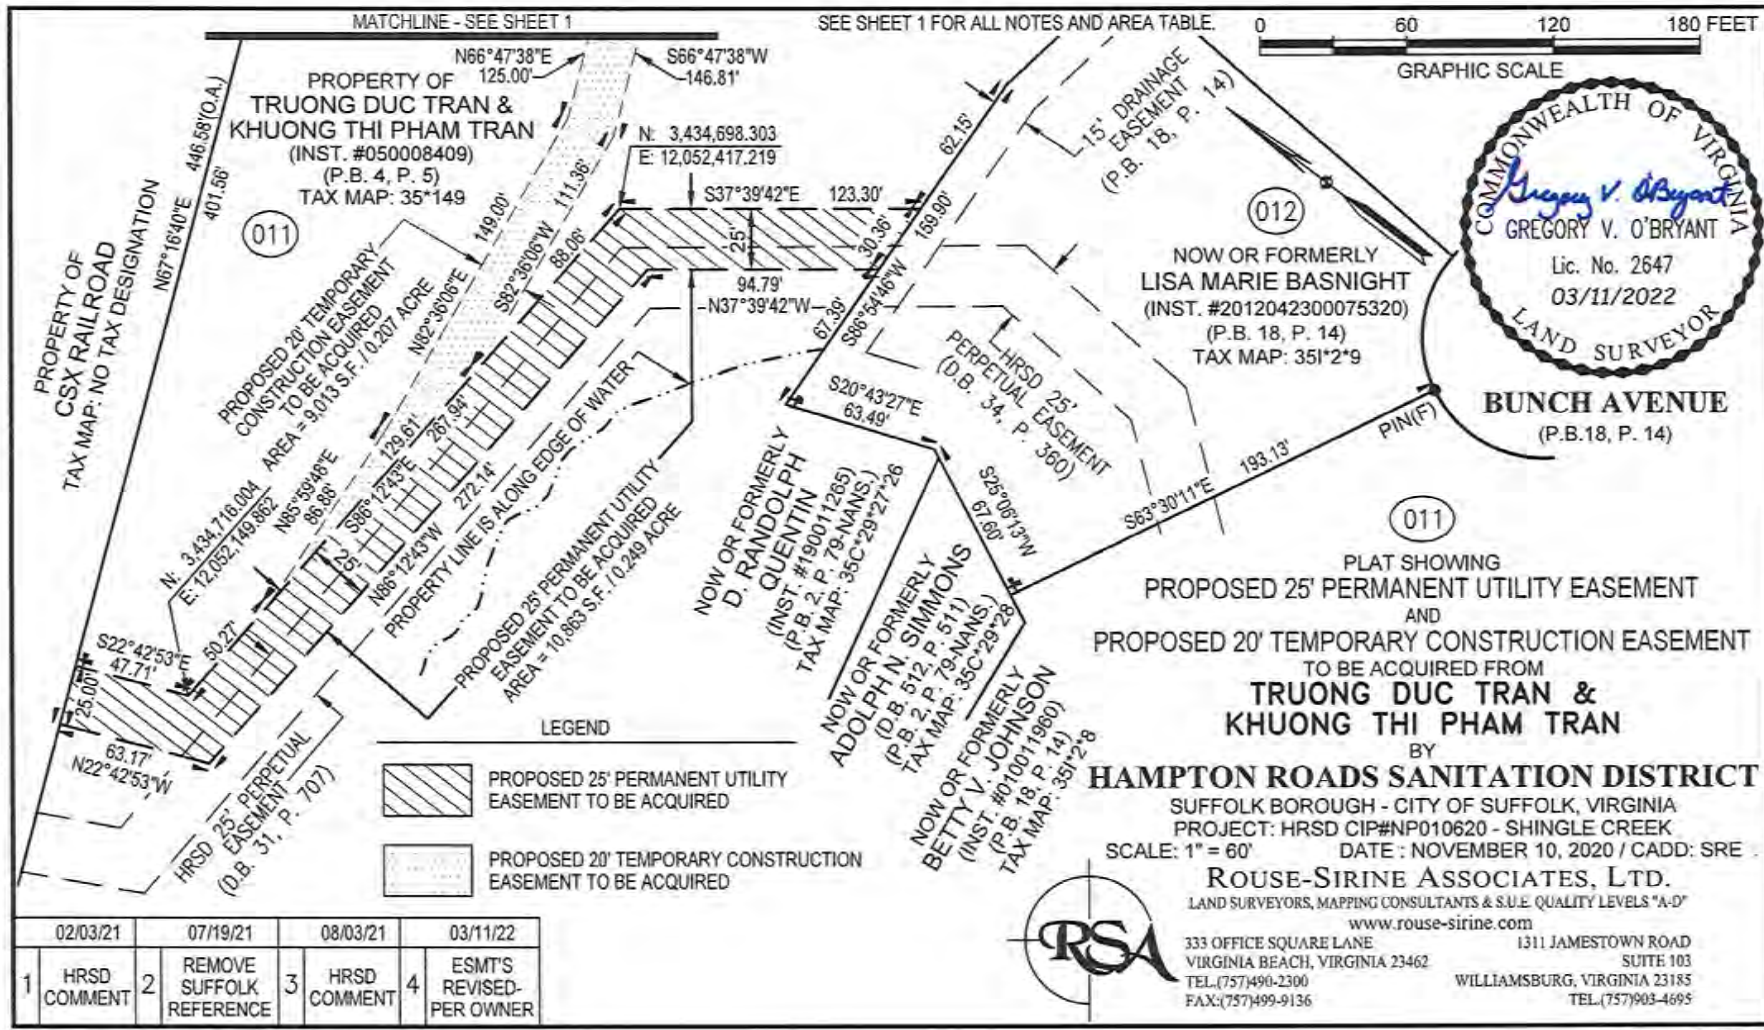 MATCHLINE - SEE SHEET 1
SEE SHEET 1 FOR ALL NOTES AND AREA TABLE.
0 60 120 180 FEET
GRAPHIC SCALE
N66°47'38"E
125.00'
S66°47'38"W
146.81'
PROPERTY OF
TRUONG DUC TRAN &
KHUONG THI PHAM TRAN
(INST. #050008409)
(P.B. 4, P. 5)
TAX MAP: 35*149
011
446.58'(O.A.)
N67°16'40"E
401.56'
PROPERTY OF
CSX RAILROAD
TAX MAP: NO TAX DESIGNATION
N: 3,434,698.303
E: 12,052,417.219
S37°39'42"E 123.30'
25'
94.79'
N37°39'42"W
30.36'
62.15'
159.90'
67.39'
S86°54'46"W
15' DRAINAGE
EASEMENT
(P.B. 18, P. 14)
012
NOW OR FORMERLY
LISA MARIE BASNIGHT
(INST. #2012042300075320)
(P.B. 18, P. 14)
TAX MAP: 35I*2*9
COMMONWEALTH OF VIRGINIA
Gregory V. O'Bryant
GREGORY V. O'BRYANT
Lic. No. 2647
03/11/2022
LAND SURVEYOR
BUNCH AVENUE
(P.B.18, P. 14)
PIN(F)
193.13'
S63°30'11"E
HRSD 25'
PERPETUAL EASEMENT
(D.B. 34, P. 360)
S20°43'27"E
63.49'
S25°06'13"W
67.60'
149.00'
N82°36'06"E
S82°36'06"W 111.36'
88.06'
PROPOSED 20' TEMPORARY
CONSTRUCTION EASEMENT
TO BE ACQUIRED
AREA = 9,013 S.F. / 0.207 ACRE
N85°59'48"E
86.88'
129.61'
S86°12'43"E
267.94'
25'
N86°12'43"W 272.14'
PROPERTY LINE IS ALONG EDGE OF WATER
N: 3,434,716.004
E: 12,052,149.862
PROPOSED 25' PERMANENT UTILITY
EASEMENT TO BE ACQUIRED
AREA = 10,863 S.F. / 0.249 ACRE
S22°42'53"E
47.71'
50.27'
25.00'
63.17'
N22°42'53"W
HRSD 25' PERPETUAL
EASEMENT
(D.B. 31, P. 707)
NOW OR FORMERLY
D. RANDOLPH
QUENTIN
(INST. #190011265)
(P.B. 2, P. 79-NANS.)
TAX MAP: 35C*29*27*26
NOW OR FORMERLY
ADOLPH N. SIMMONS
(D.B. 512, P. 511)
(P.B. 2, P. 79-NANS.)
TAX MAP: 35C*29*28
NOW OR FORMERLY
BETTY V. JOHNSON
(INST. #010011960)
(P.B. 18, P. 14)
TAX MAP: 35I*2*8
LEGEND
PROPOSED 25' PERMANENT UTILITY
EASEMENT TO BE ACQUIRED
PROPOSED 20' TEMPORARY CONSTRUCTION
EASEMENT TO BE ACQUIRED
011
PLAT SHOWING
PROPOSED 25' PERMANENT UTILITY EASEMENT
AND
PROPOSED 20' TEMPORARY CONSTRUCTION EASEMENT
TO BE ACQUIRED FROM
TRUONG DUC TRAN &
KHUONG THI PHAM TRAN
BY
HAMPTON ROADS SANITATION DISTRICT
SUFFOLK BOROUGH - CITY OF SUFFOLK, VIRGINIA
PROJECT: HRSD CIP#NP010620 - SHINGLE CREEK
SCALE: 1" = 60' DATE : NOVEMBER 10, 2020 / CADD: SRE
ROUSE-SIRINE ASSOCIATES, LTD.
LAND SURVEYORS, MAPPING CONSULTANTS & S.U.E. QUALITY LEVELS "A-D"
www.rouse-sirine.com
RSA
333 OFFICE SQUARE LANE
VIRGINIA BEACH, VIRGINIA 23462
TEL.(757)490-2300
FAX:(757)499-9136
1311 JAMESTOWN ROAD
SUITE 103
WILLIAMSBURG, VIRGINIA 23185
TEL.(757)903-4695
02/03/21 07/19/21 08/03/21 03/11/22
1 HRSD COMMENT
2 REMOVE SUFFOLK REFERENCE
3 HRSD COMMENT
4 ESMT'S REVISED- PER OWNER